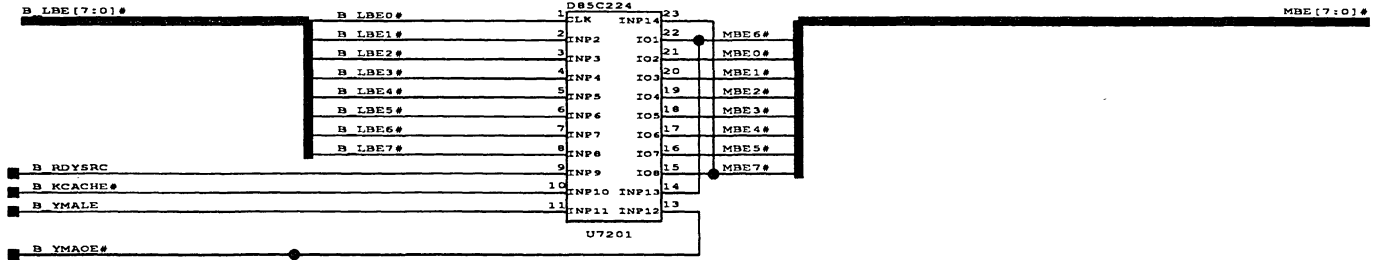 B_LBE[7:0]# D85C224 MBE[7:0]#
B_LBE0# 1 CLK INP14 23
B_LBE1# 2 INP2 IO1 22 MBE6#
B_LBE2# 3 INP3 IO2 21 MBE0#
B_LBE3# 4 INP4 IO3 20 MBE1#
B_LBE4# 5 INP5 IO4 19 MBE2#
B_LBE5# 6 INP6 IO5 18 MBE3#
B_LBE6# 7 INP7 IO6 17 MBE4#
B_LBE7# 8 INP8 IO7 16 MBE5#
B_RDYSRC 9 INP9 IO8 15 MBE7#
B_KCACHE# 10 INP10 INP13 14
B_YMALE 11 INP11 INP12 13
U7201
B_YMAOE#